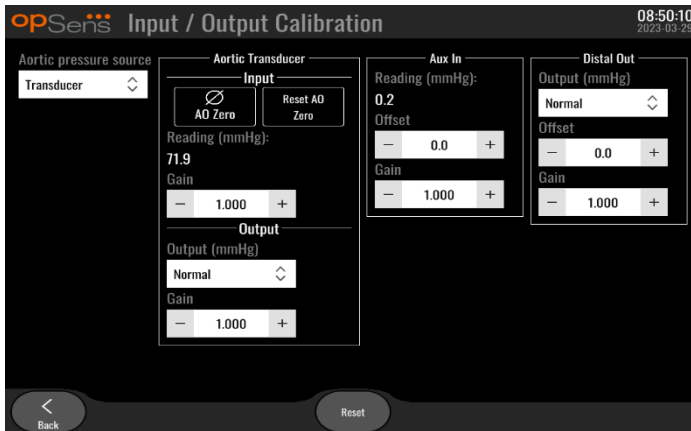 opSens Input / Output Calibration
08:50:10
2023-03-29
Aortic pressure source
Transducer
Aortic Transducer
Input
AO Zero
Reset AO
Zero
Reading (mmHg):
71.9
Gain
− 1.000 +
Output
Output (mmHg)
Normal
Gain
− 1.000 +
Aux In
Reading (mmHg):
0.2
Offset
− 0.0 +
Gain
− 1.000 +
Distal Out
Output (mmHg)
Normal
Offset
− 0.0 +
Gain
− 1.000 +
Back
Reset